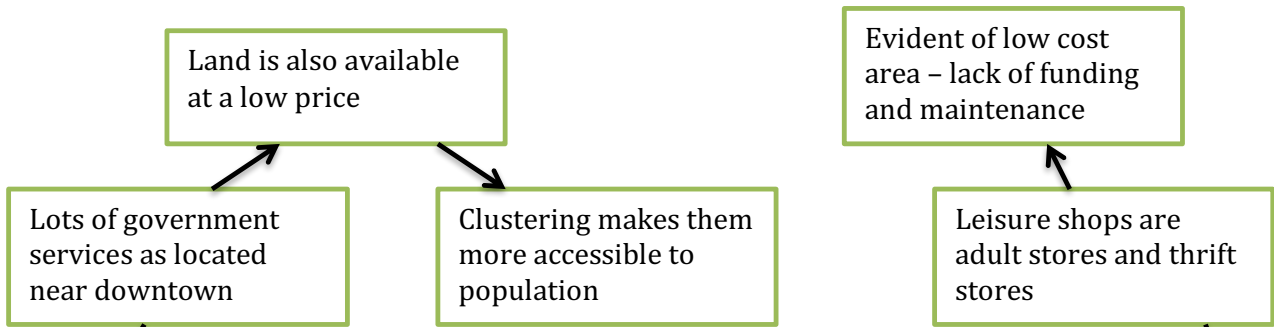 Land is also available
at a low price
Evident of low cost
area – lack of funding
and maintenance
Lots of government
services as located
near downtown
Clustering makes them
more accessible to
population
Leisure shops are
adult stores and thrift
stores